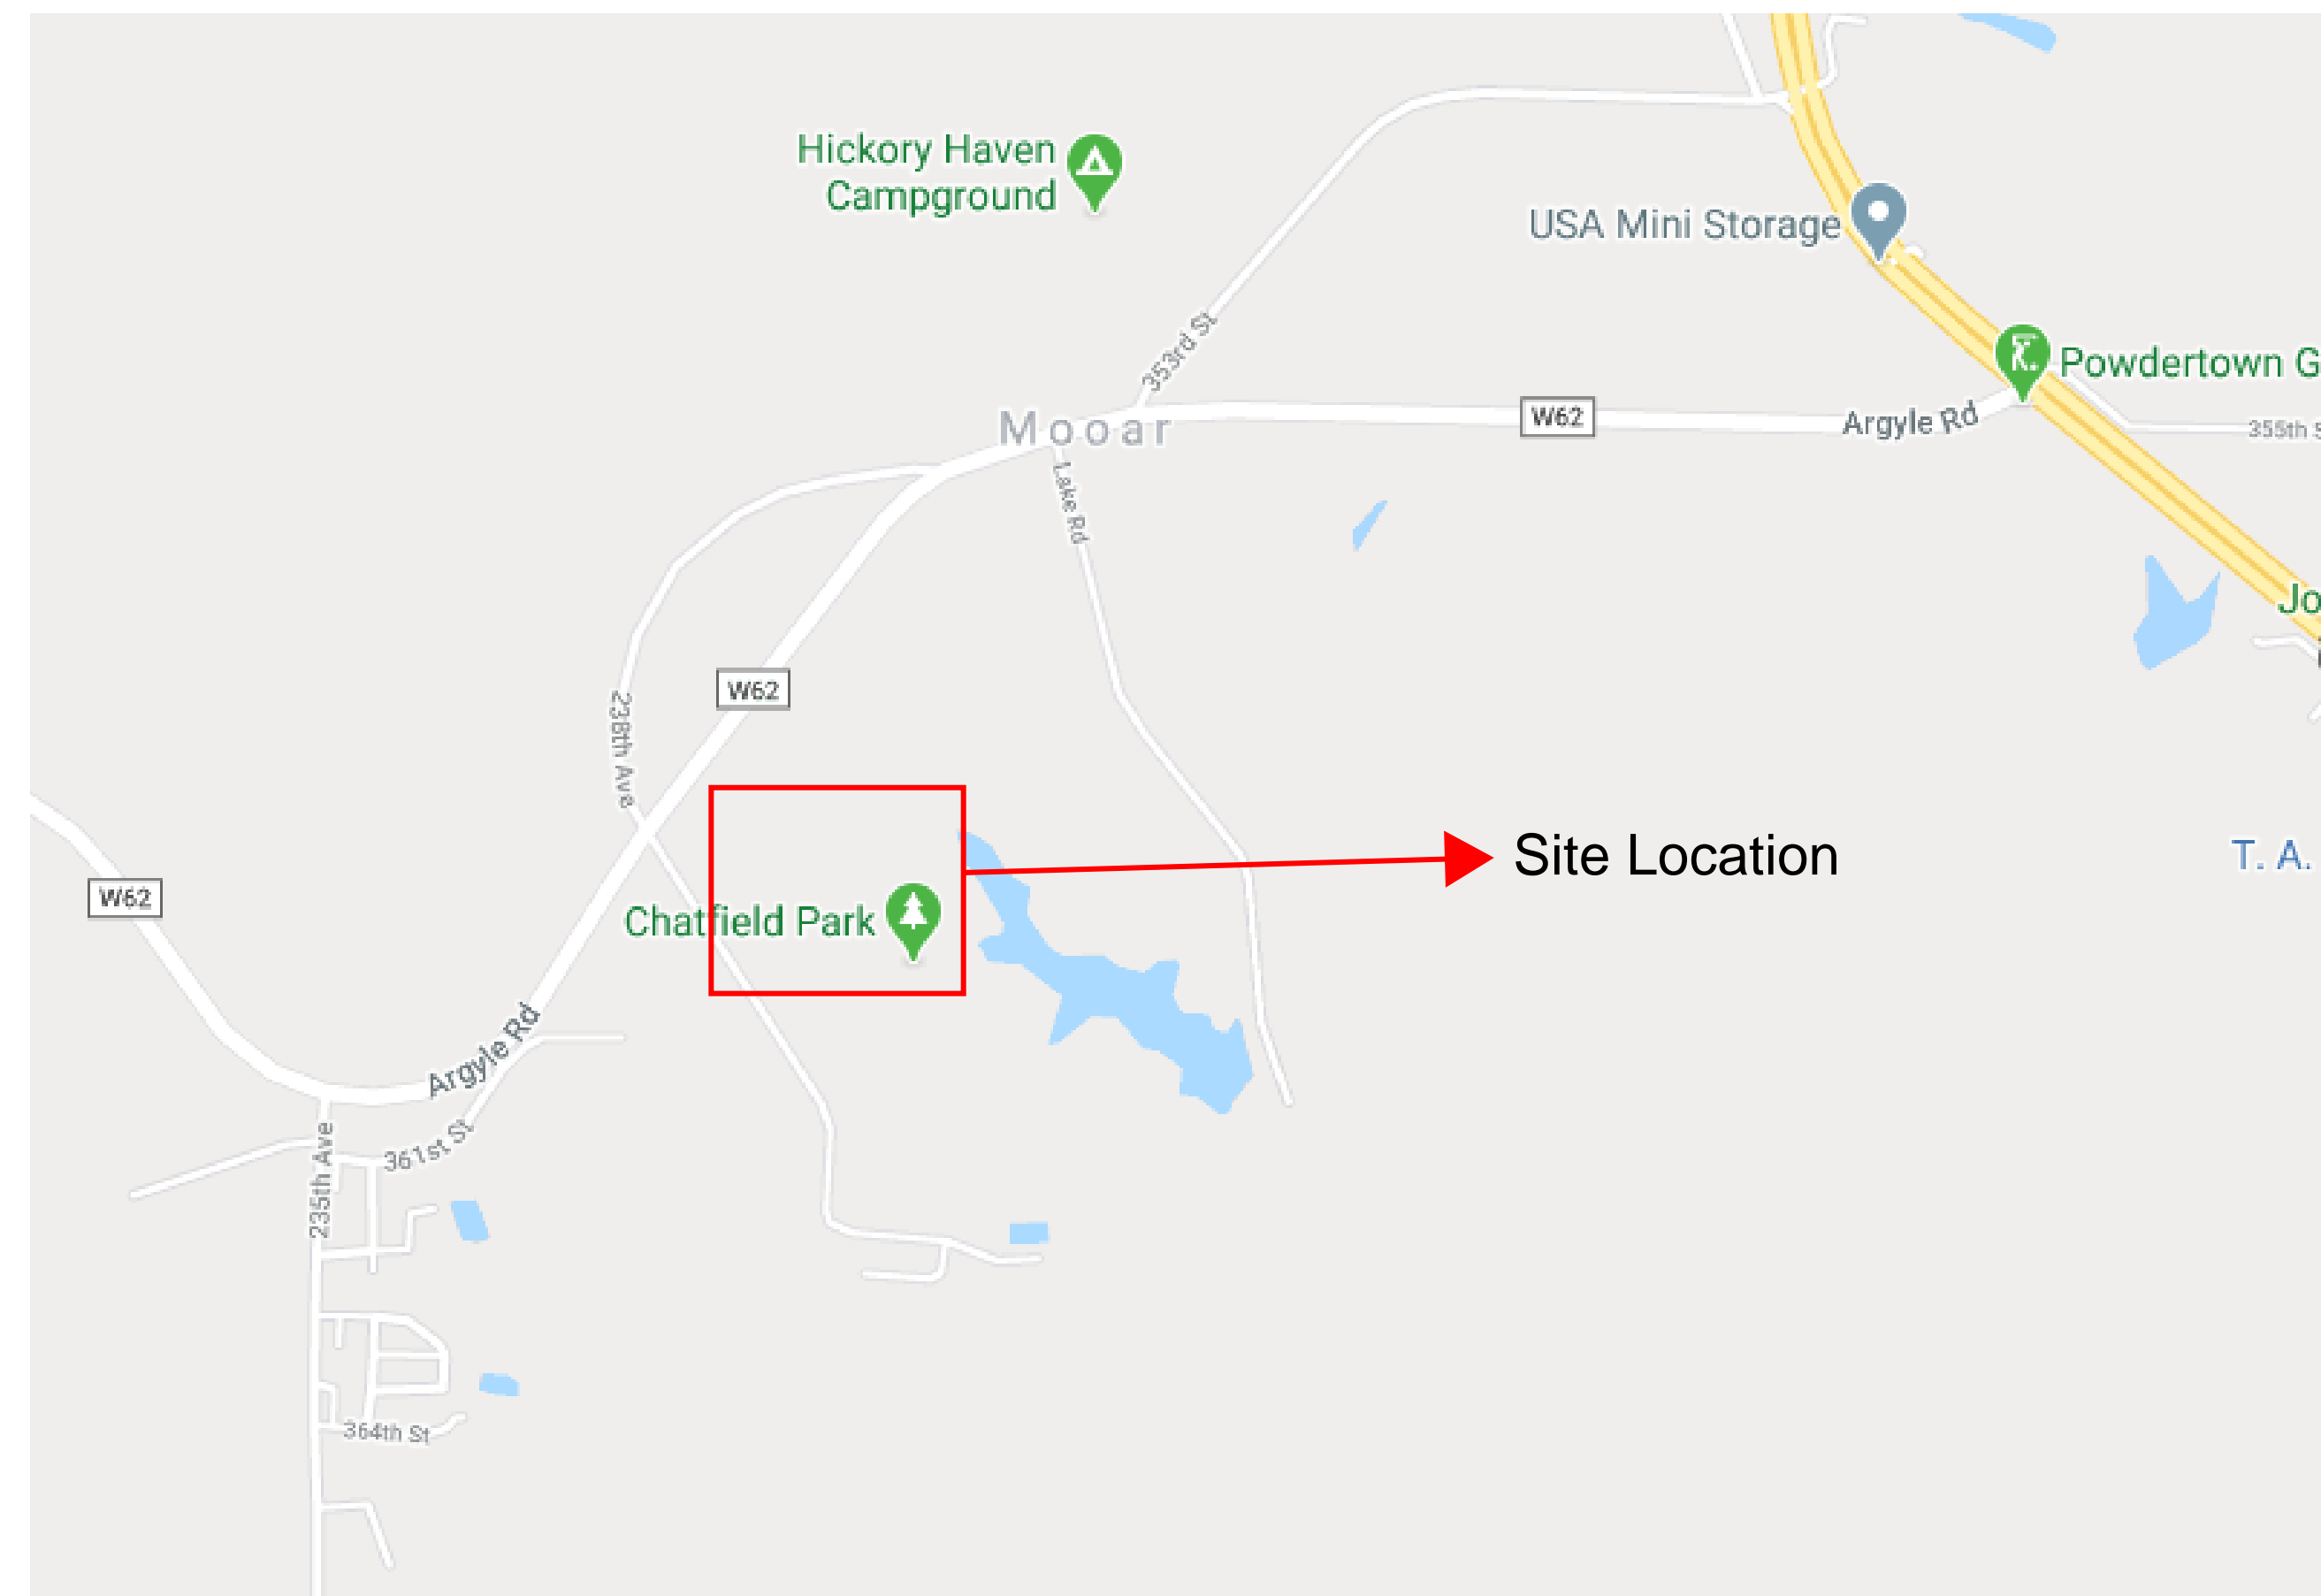 Hickory Haven
Campground
USA Mini Storage
353rd St
Powdertown G
Mooar
W62
Argyle Rd
355th S
Lake Rd
Jo
W62
238th Ave
Site Location
T. A.
W62
Chatfield Park
Argyle Rd
361st St
235th Ave
364th St